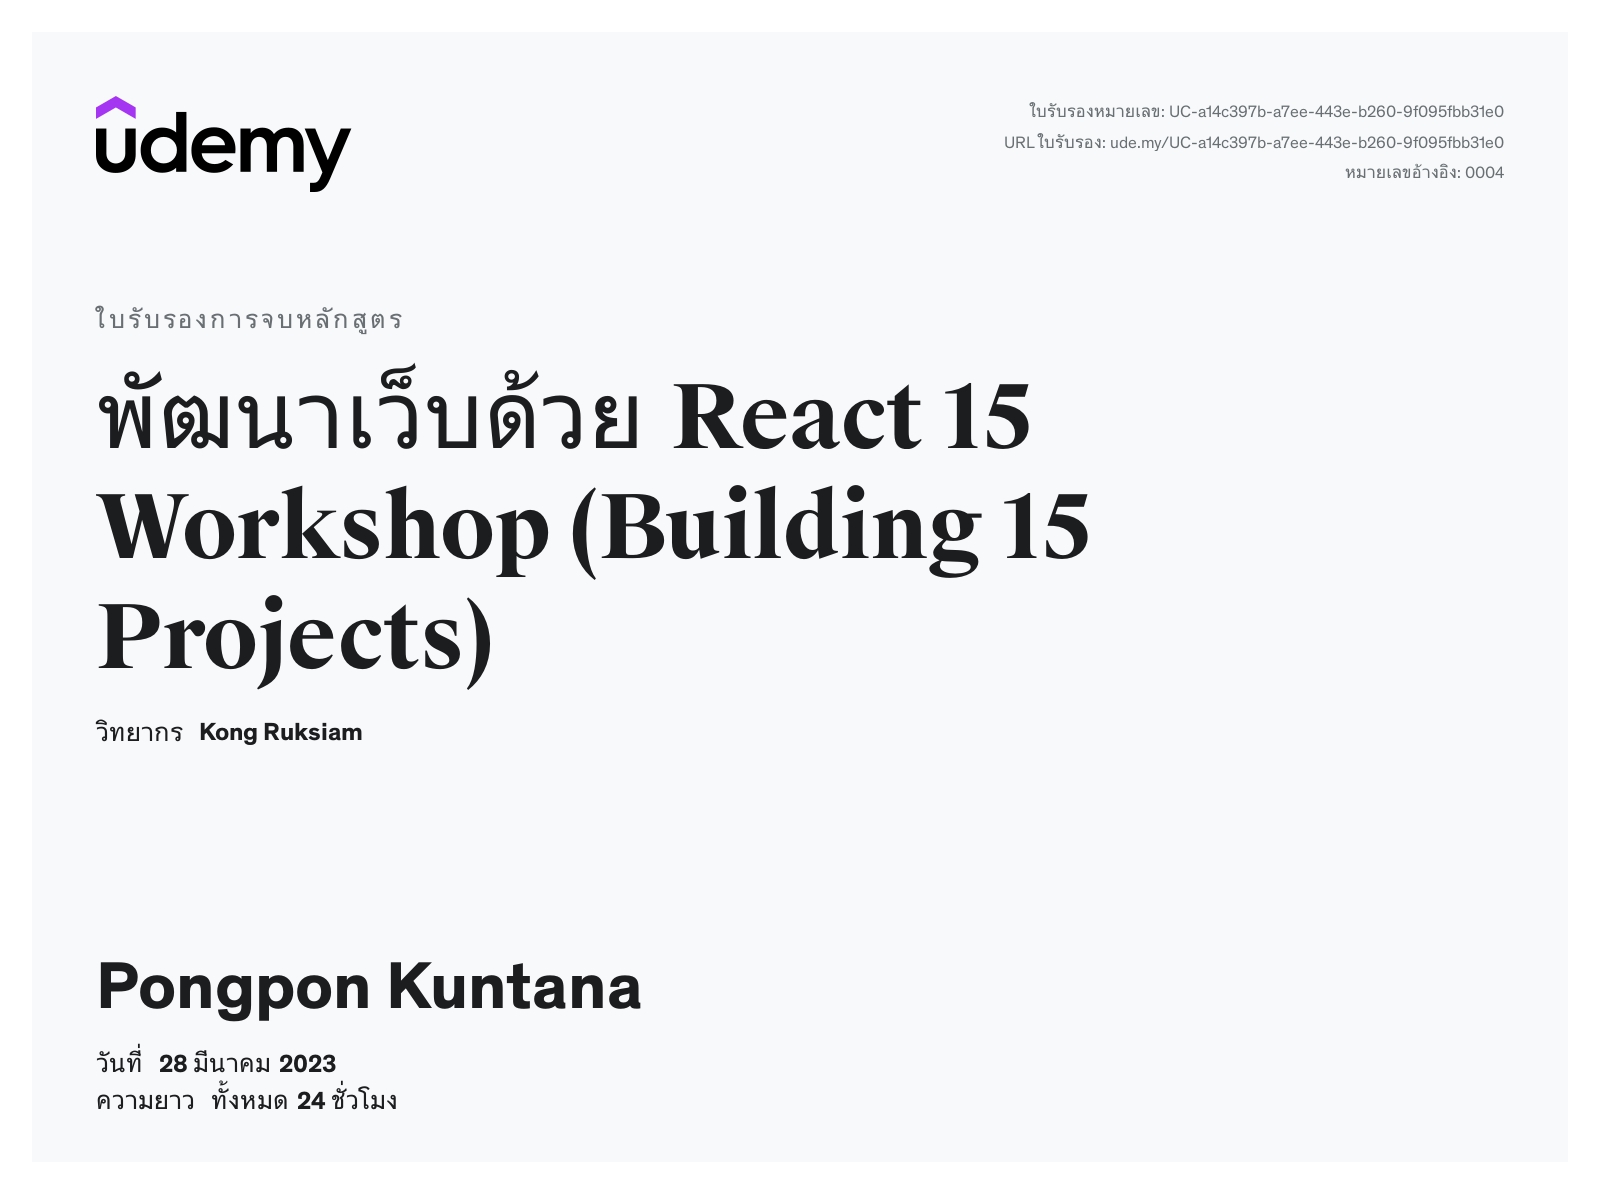 udemy
ใบรับรองหมายเลข: UC-a14c397b-a7ee-443e-b260-9f095fbb31e0
URLใบรับรอง: ude.my/UC-a14c397b-a7ee-443e-b260-9f095fbb31e0
หมายเลขอ้างอิง: 0004
ใบรับรองการจบหลักสูตร
พัฒนาเว็บด้วย React 15
Workshop (Building 15
Projects)
วิทยากร Kong Ruksiam
Pongpon Kuntana
วันที่ 28 มีนาคม 2023
ความยาว ทั้งหมด 24 ชั่วโมง